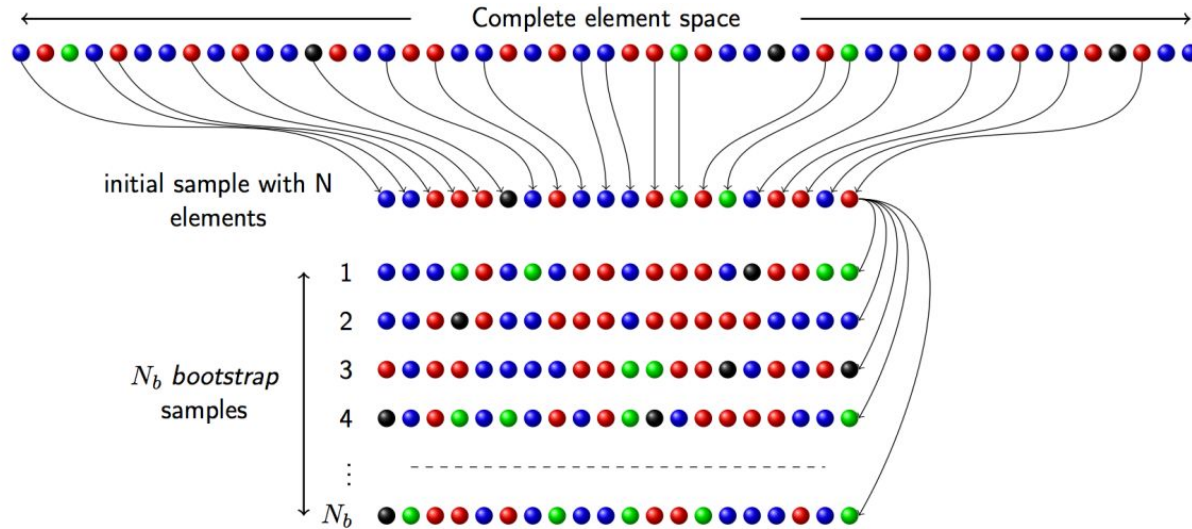 Complete element space
initial sample with N
elements
1
2
N_b bootstrap
samples
3
4
⋮
N_b